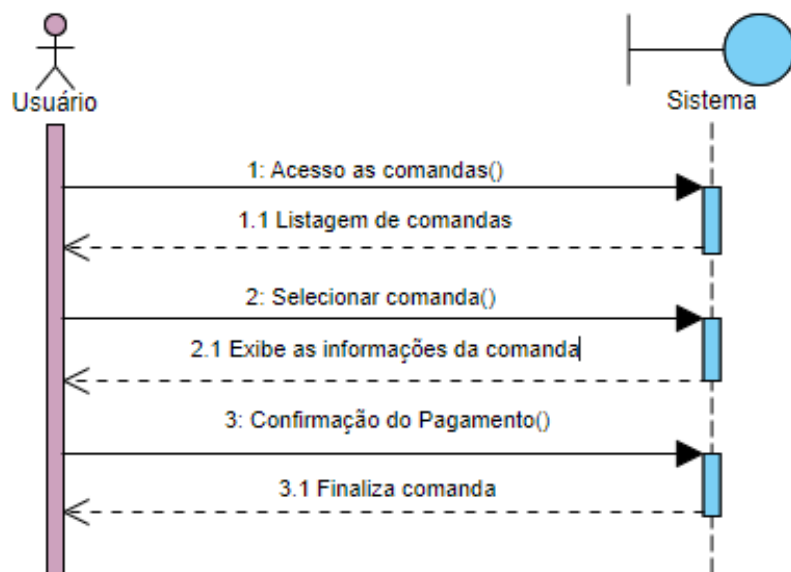 Usuário
Sistema
1: Acesso as comandas()
1.1 Listagem de comandas
2: Selecionar comanda()
2.1 Exibe as informações da comanda
3: Confirmação do Pagamento()
3.1 Finaliza comanda